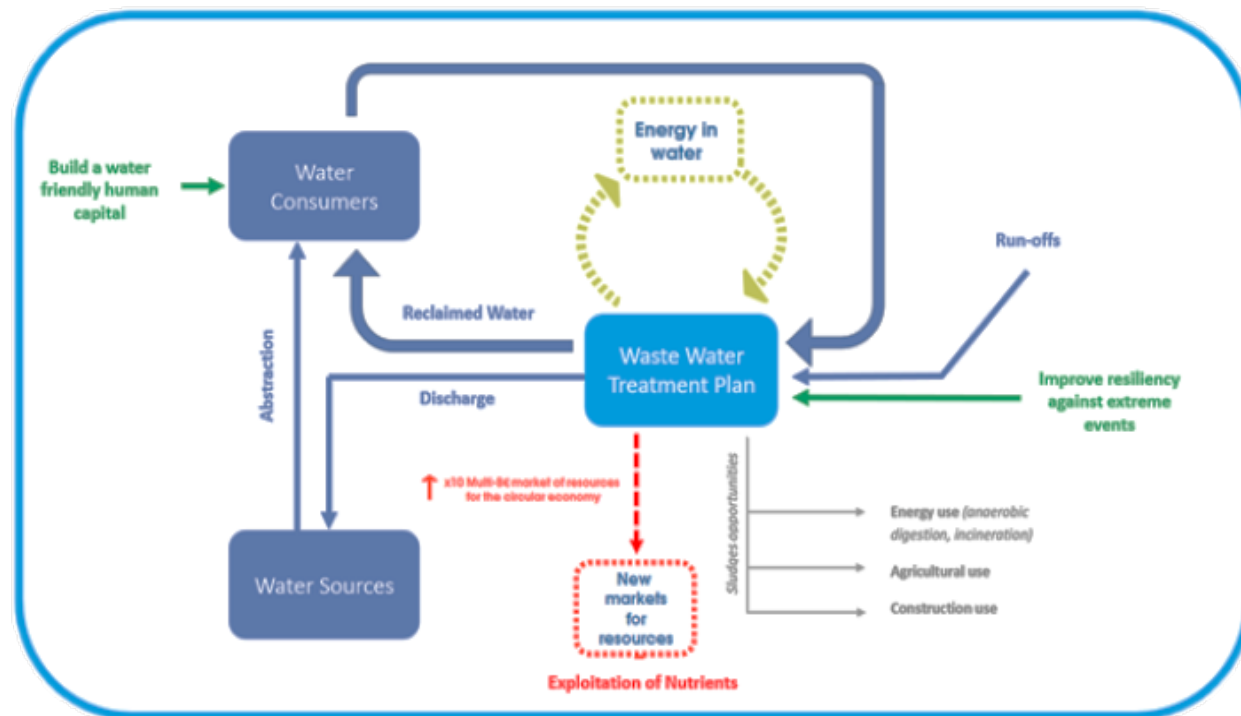 Energy in
water
Build a water
friendly human
capital
Water
Consumers
Run-offs
Reclaimed Water
Abstraction
Waste Water
Treatment Plan
Discharge
Improve resiliency
against extreme
events
x10 Multi-B€ market of resources
for the circular economy
Sludges opportunities
Energy use (anaerobic
digestion, incineration)
Agricultural use
Construction use
Water Sources
New
markets
for
resources
Exploitation of Nutrients